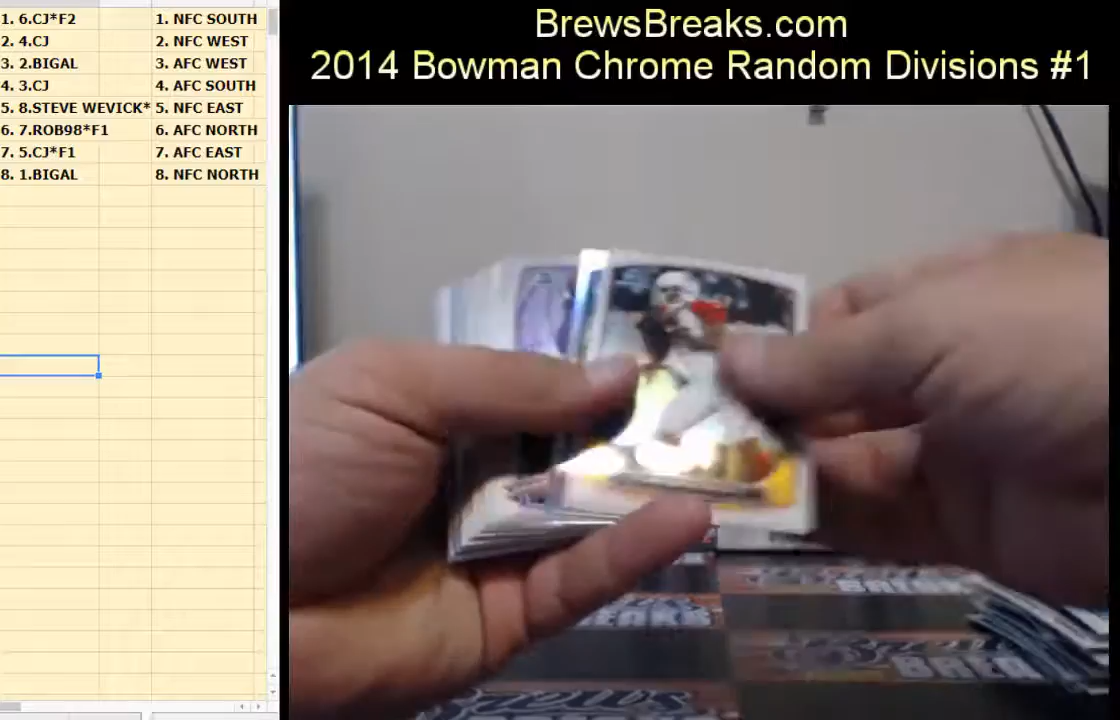 BrewsBreaks.com
2014 Bowman Chrome Random Divisions #1
1. 6.CJ*F2 1. NFC SOUTH
2. 4.CJ 2. NFC WEST
3. 2.BIGAL 3. AFC WEST
4. 3.CJ 4. AFC SOUTH
5. 8.STEVE WEVICK* 5. NFC EAST
6. 7.ROB98*F1 6. AFC NORTH
7. 5.CJ*F1 7. AFC EAST
8. 1.BIGAL 8. NFC NORTH
BREAKS
BREA